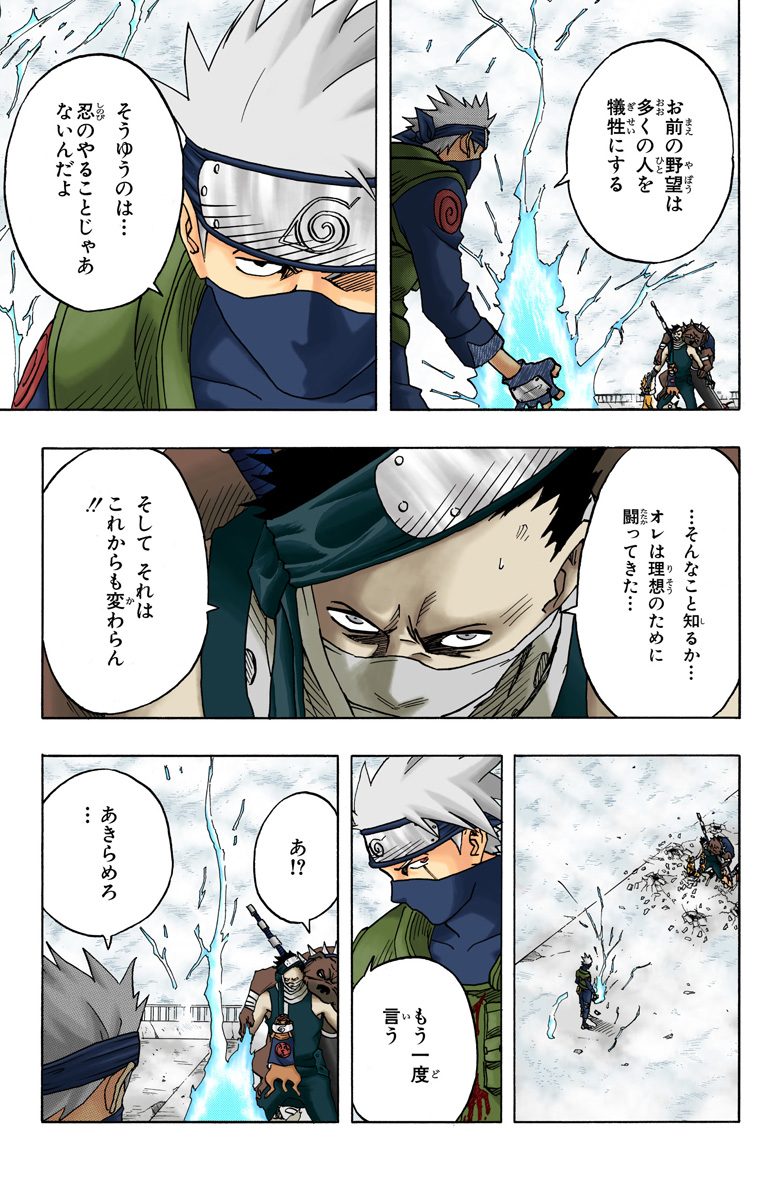 お前の野望は
多くの人を
犠牲にする
そうゆうのは…
忍のやることじゃあ
ないんだよ
…そんなこと知るか…
オレは理想のために
闘ってきた…
そして それは
これからも変わらん
!!
もう一度
言う
あ!?
あきらめろ
…